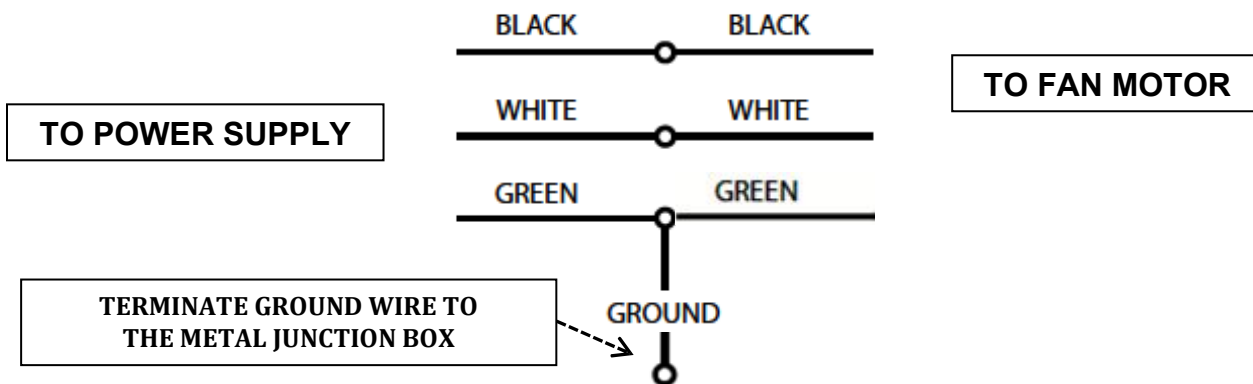 BLACK BLACK
TO FAN MOTOR
WHITE WHITE
TO POWER SUPPLY
GREEN GREEN
TERMINATE GROUND WIRE TO
THE METAL JUNCTION BOX
GROUND